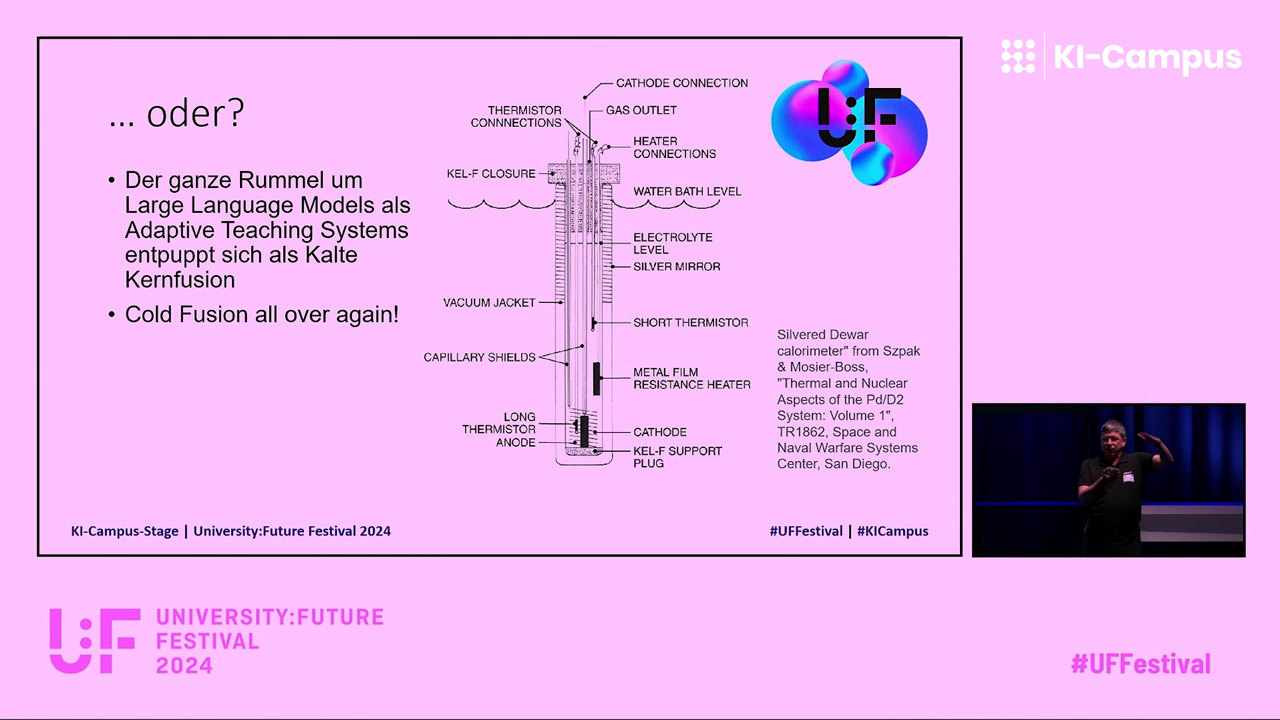 KI-Campus
... oder?
• Der ganze Rummel um
Large Language Models als
Adaptive Teaching Systems
entpuppt sich als Kalte
Kernfusion
• Cold Fusion all over again!
CATHODE CONNECTION
THERMISTOR
CONNNECTIONS
GAS OUTLET
HEATER
CONNECTIONS
KEL-F CLOSURE
WATER BATH LEVEL
ELECTROLYTE
LEVEL
SILVER MIRROR
VACUUM JACKET
SHORT THERMISTOR
CAPILLARY SHIELDS
METAL FILM
RESISTANCE HEATER
LONG
THERMISTOR
ANODE
CATHODE
KEL-F SUPPORT
PLUG
U:F
Silvered Dewar
calorimeter" from Szpak
& Mosier-Boss,
"Thermal and Nuclear
Aspects of the Pd/D2
System: Volume 1",
TR1862, Space and
Naval Warfare Systems
Center, San Diego.
KI-Campus-Stage | University:Future Festival 2024
#UFFestival | #KICampus
U:F
UNIVERSITY:FUTURE
FESTIVAL
2024
#UFFestival